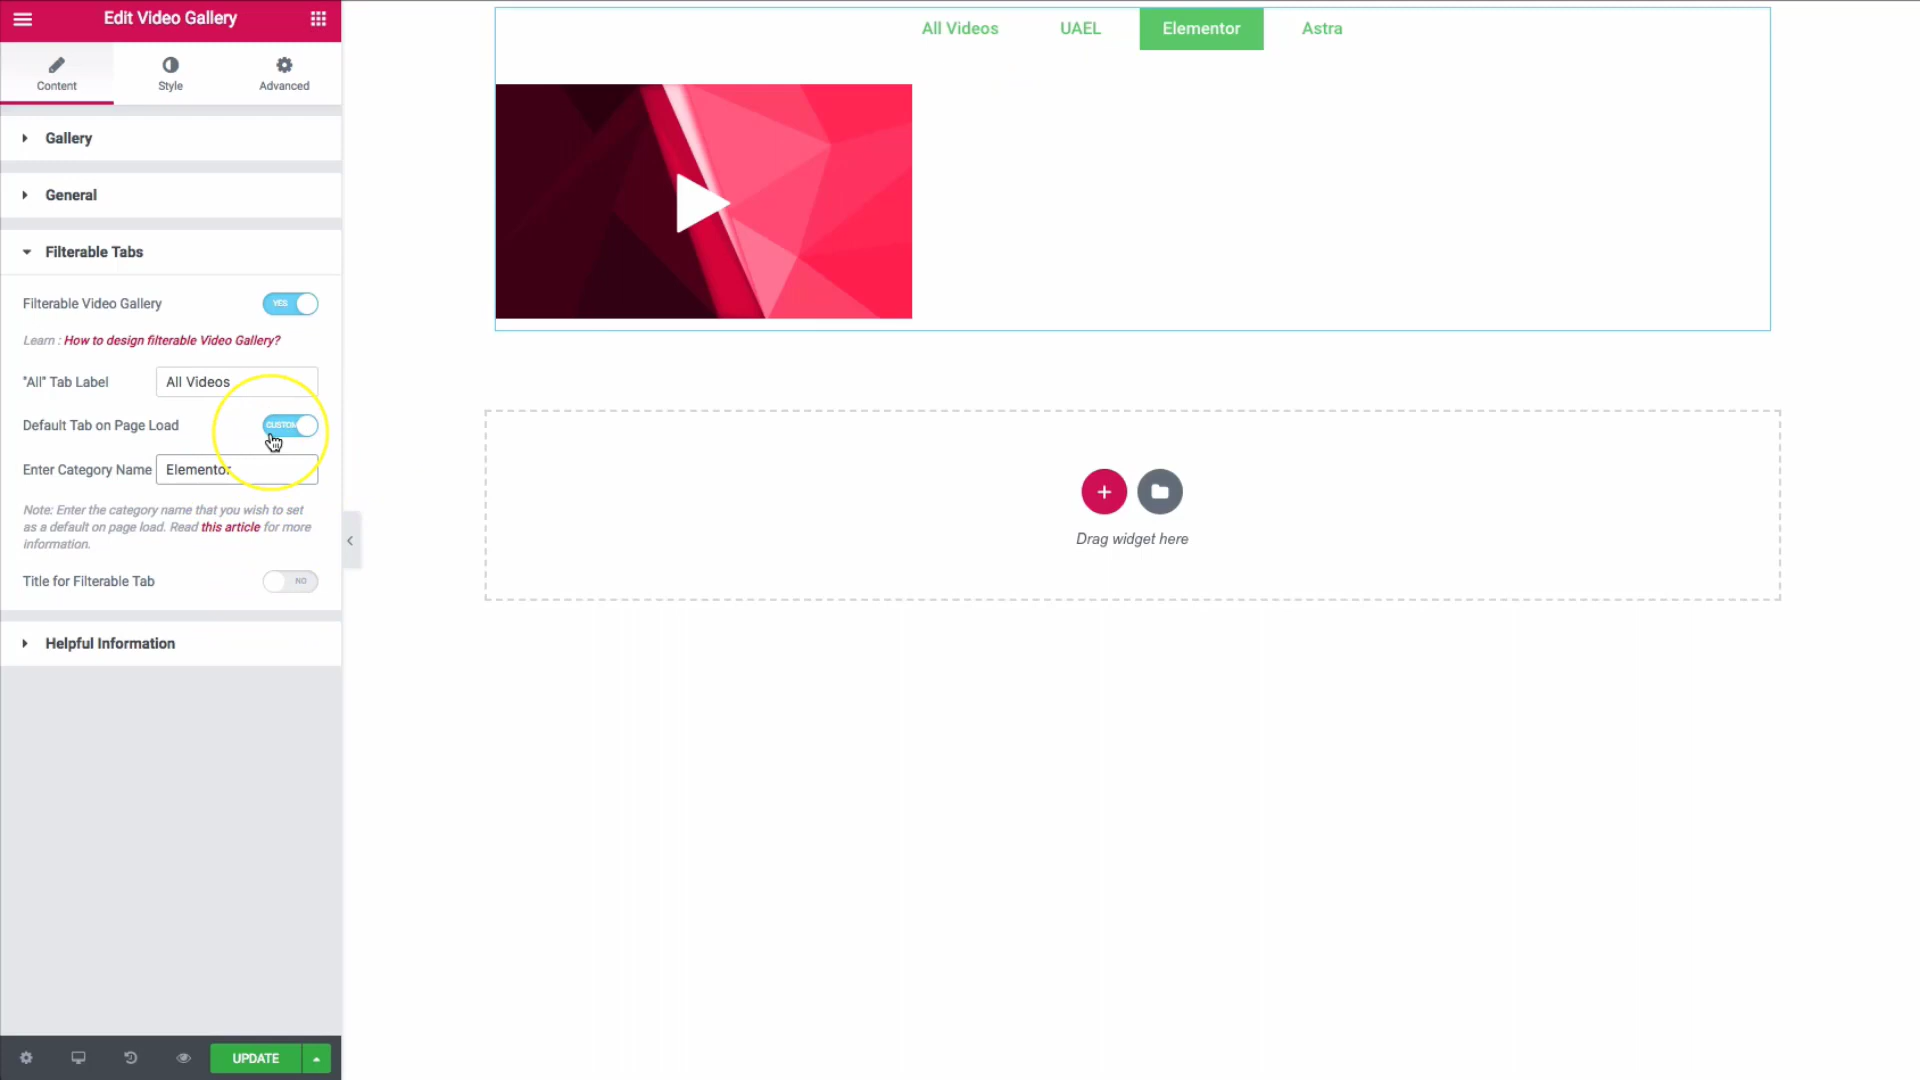 Edit Video Gallery
Content
Style
Advanced
Gallery
General
Filterable Tabs
Filterable Video Gallery
YES
Learn : How to design filterable Video Gallery?
"All" Tab Label
All Videos
Default Tab on Page Load
CUSTOM
Enter Category Name
Elementor
Note: Enter the category name that you wish to set
as a default on page load. Read this article for more
information.
Title for Filterable Tab
NO
Helpful Information
UPDATE
All Videos
UAEL
Elementor
Astra
Drag widget here